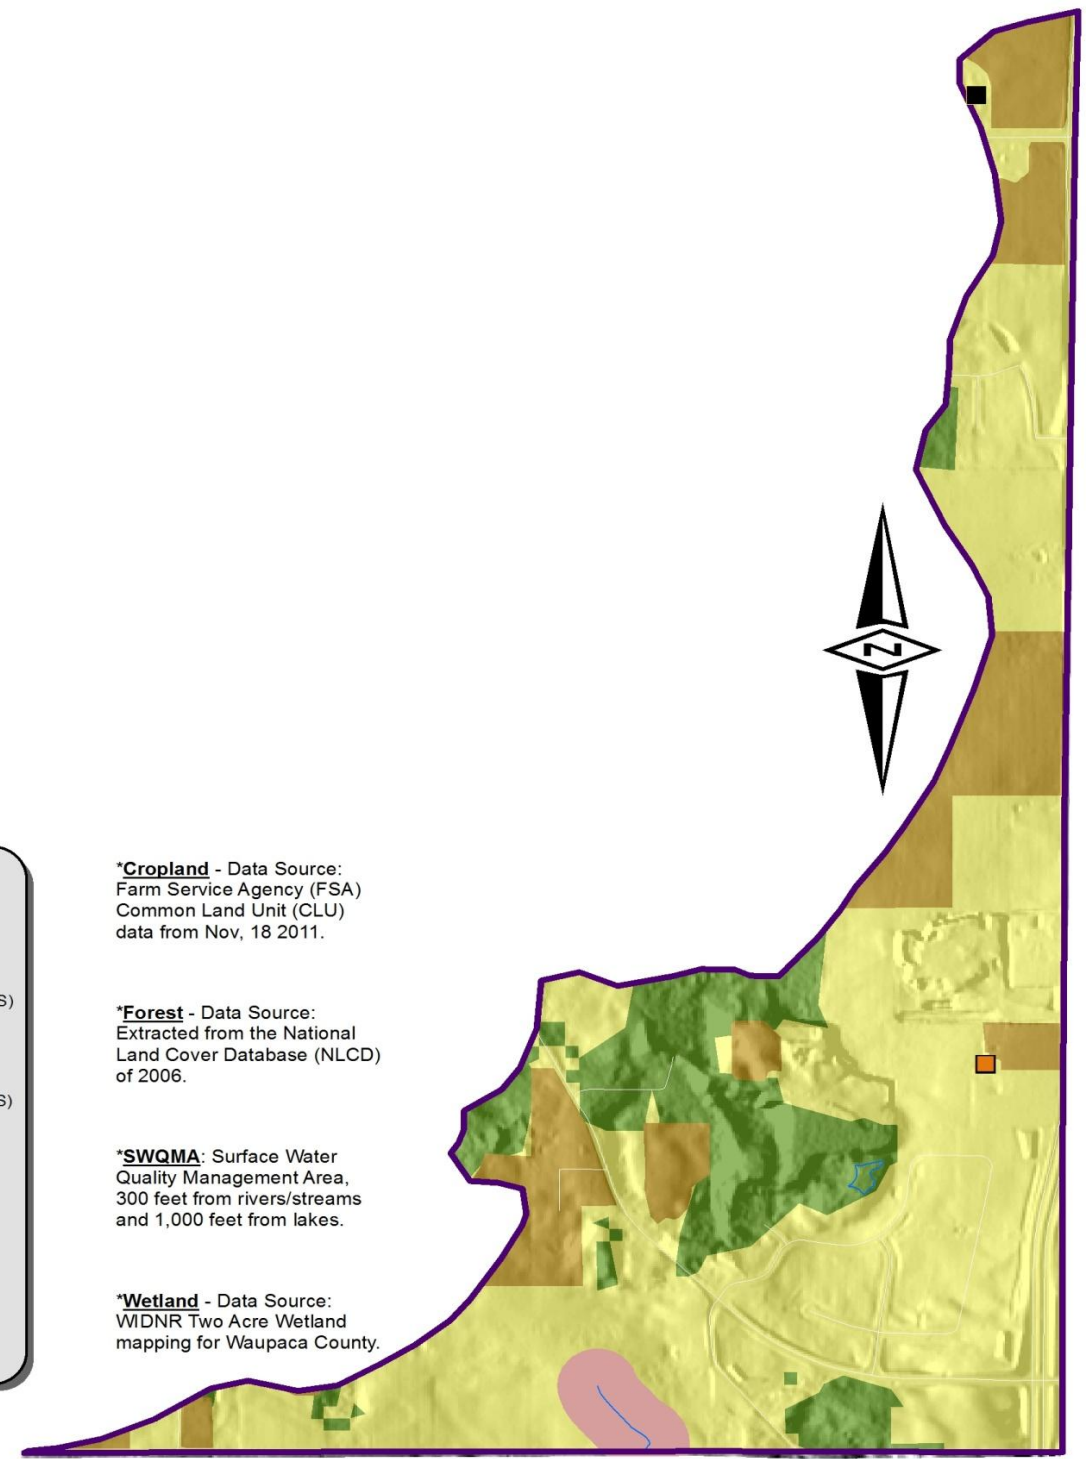 N
S)
S)
*Cropland - Data Source:
Farm Service Agency (FSA)
Common Land Unit (CLU)
data from Nov, 18 2011.
*Forest - Data Source:
Extracted from the National
Land Cover Database (NLCD)
of 2006.
*SWQMA: Surface Water
Quality Management Area,
300 feet from rivers/streams
and 1,000 feet from lakes.
*Wetland - Data Source:
WIDNR Two Acre Wetland
mapping for Waupaca County.